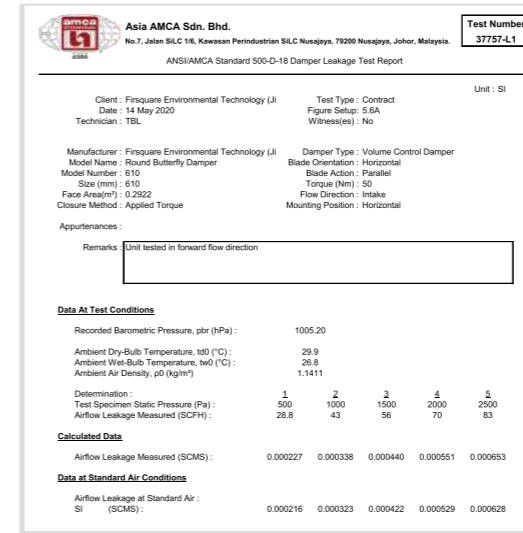 amca
Asia AMCA Sdn. Bhd.
No.7, Jalan SiLC 1/6, Kawasan Perindustrian SiLC Nusajaya, 79200 Nusajaya, Johor, Malaysia.
Test Number
37757-L1
ANSI/AMCA Standard 500-D-18 Damper Leakage Test Report
Unit : SI
Client : Firsquare Environmental Technology (Ji Test Type : Contract
Date : 14 May 2020 Figure Setup: 5.6A
Technician : TBL Witness(es) : No
Manufacturer : Firsquare Environmental Technology (Ji Damper Type : Volume Control Damper
Model Name : Round Butterfly Damper Blade Orientation : Horizontal
Model Number : 610 Blade Action : Parallel
Size (mm) : 610 Torque (Nm) : 50
Face Area(m²) : 0.2922 Flow Direction : Intake
Closure Method : Applied Torque Mounting Position : Horizontal
Appurtenances :
Remarks : Unit tested in forward flow direction
Data At Test Conditions
Recorded Barometric Pressure, pbr (hPa) : 1005.20
Ambient Dry-Bulb Temperature, td0 (°C) : 29.9
Ambient Wet-Bulb Temperature, tw0 (°C) : 26.8
Ambient Air Density, ρ0 (kg/m³) 1.1411
Determination : 1 2 3 4 5
Test Specimen Static Pressure (Pa) : 500 1000 1500 2000 2500
Airflow Leakage Measured (SCFH) : 28.8 43 56 70 83
Calculated Data
Airflow Leakage Measured (SCMS) : 0.000227 0.000338 0.000440 0.000551 0.000653
Data at Standard Air Conditions
Airflow Leakage at Standard Air :
SI (SCMS) : 0.000216 0.000323 0.000422 0.000529 0.000628